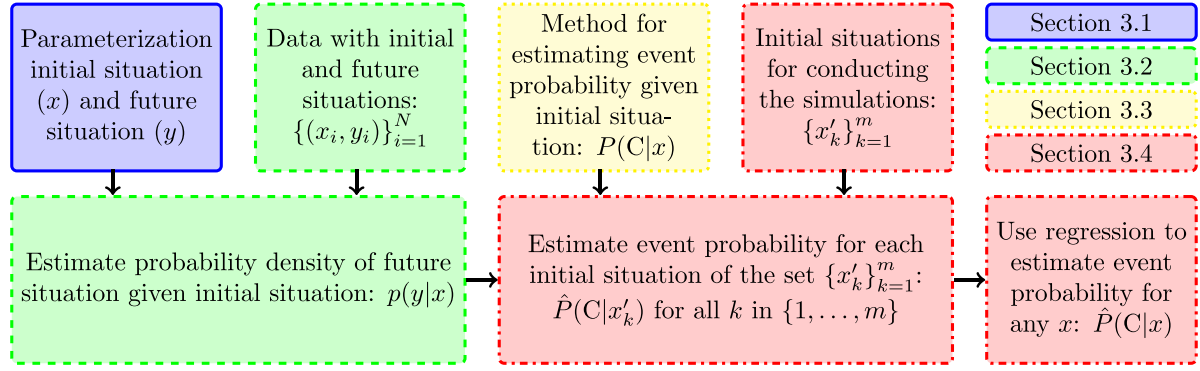 Parameterization
initial situation
(x) and future
situation (y)
Data with initial
and future
situations:
{(x_i, y_i)}_{i=1}^N
Method for
estimating event
probability given
initial situa-
tion: P(C|x)
Initial situations
for conducting
the simulations:
{x'_k}_{k=1}^m
Section 3.1
Section 3.2
Section 3.3
Section 3.4
Estimate probability density of future
situation given initial situation: p(y|x)
Estimate event probability for each
initial situation of the set {x'_k}_{k=1}^m:
P̂(C|x'_k) for all k in {1, . . . , m}
Use regression to
estimate event
probability for
any x: P̂(C|x)